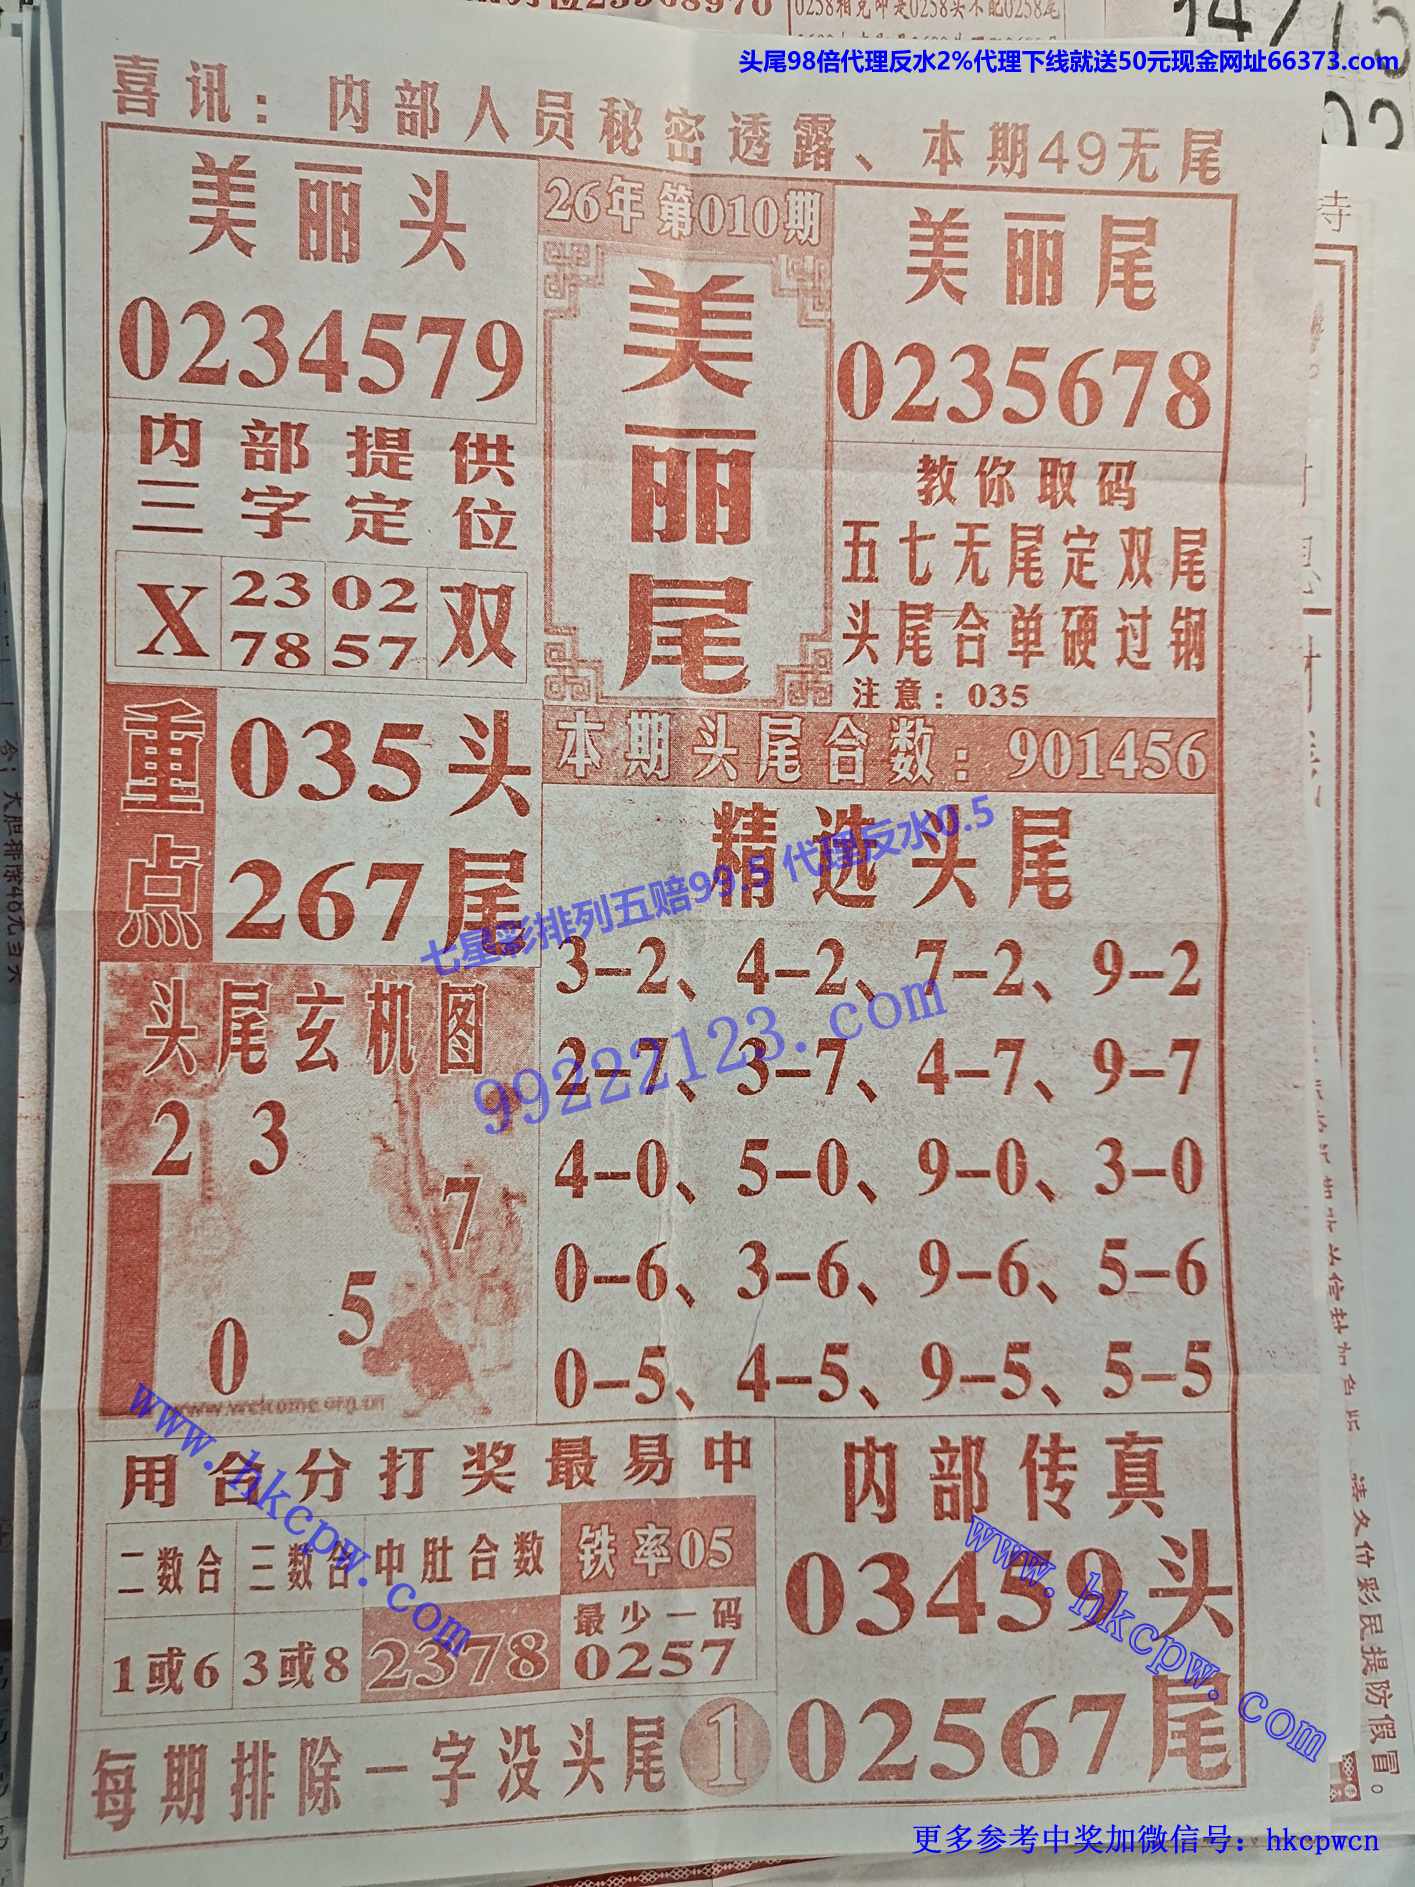 头尾98倍代理反水2%代理下线就送50元现金网址66373.com
喜讯：内部人员秘密透露、本期49无尾
美丽头
0234579
26年 第010期
美丽尾
美丽尾
0235678
内部提供
三字定位
X 23 02 双
78 57
教你取码
五七无尾定双尾
头尾合单硬过钢
注意：035
重点
035头
267尾
本期头尾合数：901456
精选头尾
3-2、4-2、7-2、9-2
2-7、3-7、4-7、9-7
4-0、5-0、9-0、3-0
0-6、3-6、9-6、5-6
0-5、4-5、9-5、5-5
七星彩排列五赔99.5 代理反水0.5
99222123.com
头尾玄机图
2 3
7
5
0
www.welcome.org.cn
用合分打奖最易中
二数合 三数合 中肚合数 铁率05
1或6 3或8 2378 最少一码
0257
每期排除一字没头尾 1
内部传真
03459头
02567尾
www.hkcpw.com
www.hkcpw.com
请久仿彩民提防假冒。
更多参考中奖加微信号：hkcpwcn